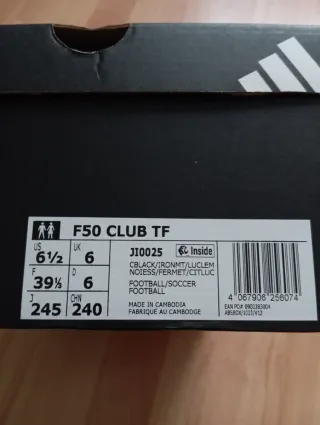 F50 CLUB TF
US 6½ UK 6
F 39⅓ D 6
J 245 CHN 240
JI0025 Inside
CBLACK/IRONMT/LUCLEM
NOIESS/FERMET/CITLUC
FOOTBALL/SOCCER
FOOTBALL
MADE IN CAMBODIA
FABRIQUE AU CAMBODGE
4 067906 256074